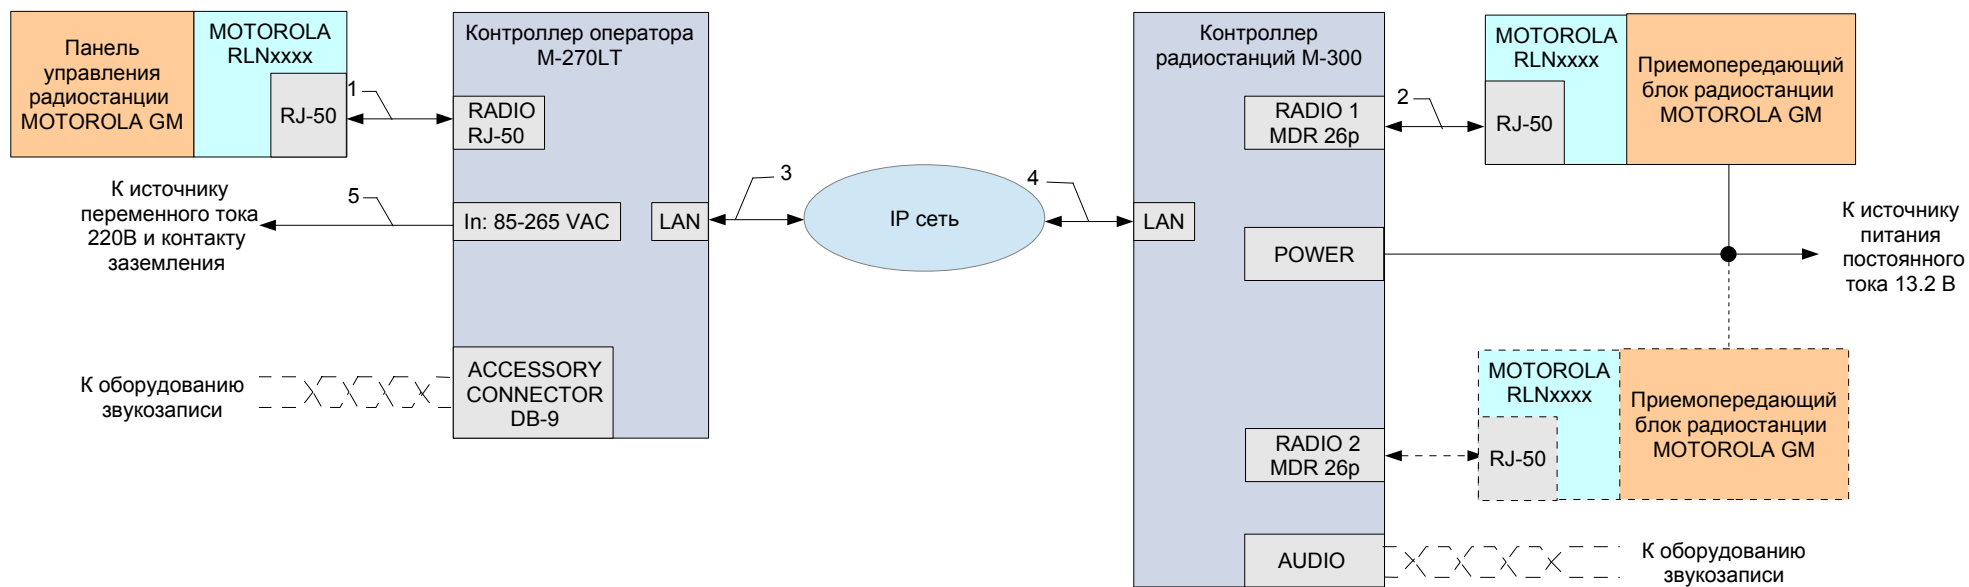 Панель
управления
радиостанции
MOTOROLA GM
MOTOROLA
RLNxxxx
RJ-50
1
Контроллер оператора
M-270LT
RADIO
RJ-50
In: 85-265 VAC
LAN
ACCESSORY
CONNECTOR
DB-9
К источнику
переменного тока
220В и контакту
заземления
5
К оборудованию
звукозаписи
3
IP сеть
4
Контроллер
радиостанций М-300
RADIO 1
MDR 26p
LAN
POWER
RADIO 2
MDR 26p
AUDIO
2
MOTOROLA
RLNxxxx
RJ-50
Приемопередающий
блок радиостанции
MOTOROLA GM
К источнику
питания
постоянного
тока 13.2 В
MOTOROLA
RLNxxxx
RJ-50
Приемопередающий
блок радиостанции
MOTOROLA GM
К оборудованию
звукозаписи